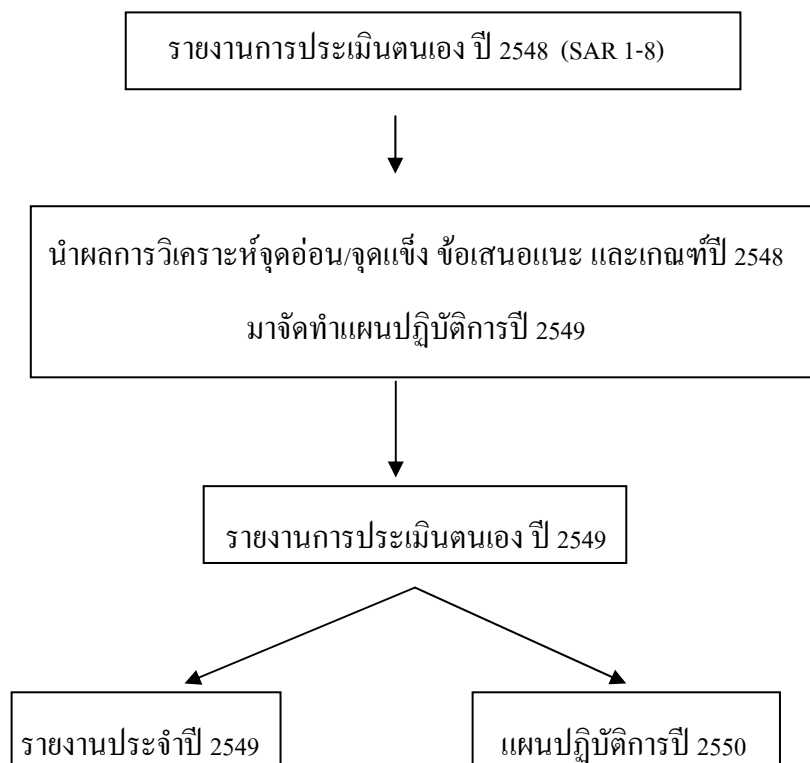 รายงานการประเมินตนเอง ปี 2548 (SAR 1-8)
นำผลการวิเคราะห์จุดอ่อน/จุดแข็ง ข้อเสนอแนะ และเกณฑ์ปี 2548
มาจัดทำแผนปฏิบัติการปี 2549
รายงานการประเมินตนเอง ปี 2549
รายงานประจำปี 2549
แผนปฏิบัติการปี 2550